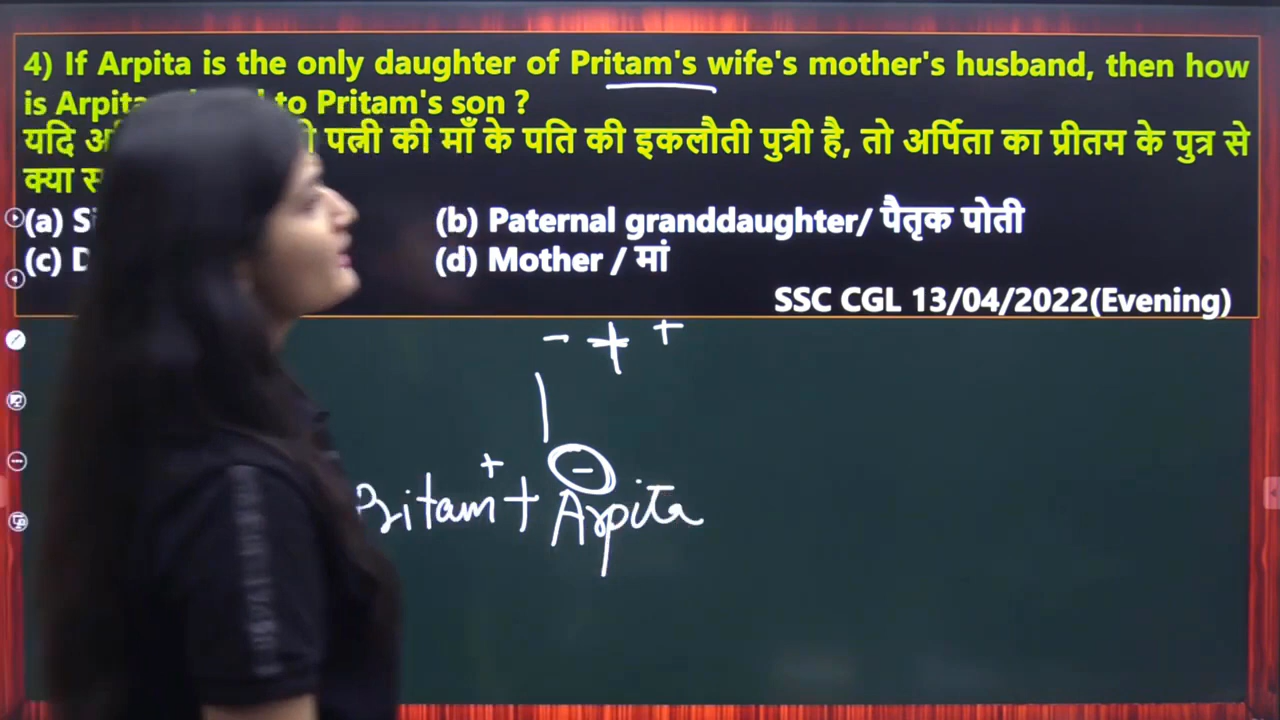 4) If Arpita is the only daughter of Pritam's wife's mother's husband, then how
is Arpita to Pritam's son ?
यदि पत्नी की माँ के पति की इकलौती पुत्री है, तो अर्पिता का प्रीतम के पुत्र से
क्या
(a) (b) Paternal granddaughter/ पैतृक पोती
(c) (d) Mother / मां
SSC CGL 13/04/2022(Evening)
- + +
-
Pritam + + Arpita